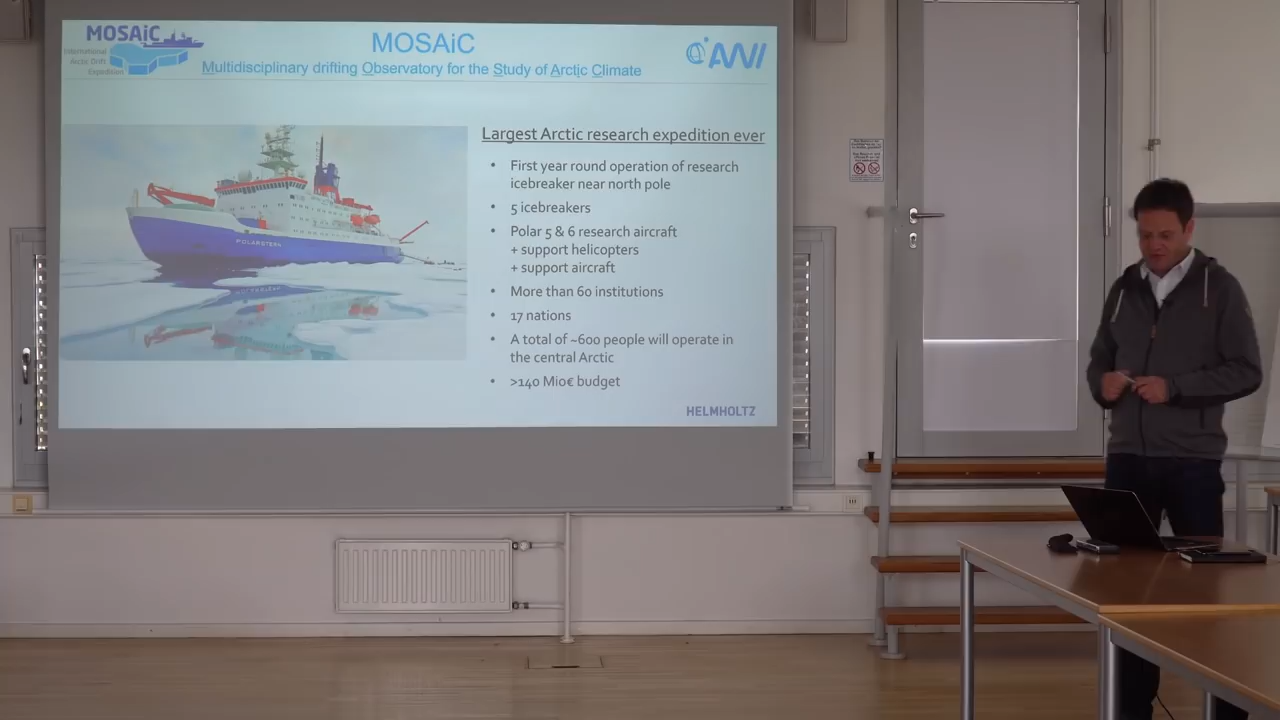 MOSAiC
International
Arctic Drift
Expedition
MOSAiC
Multidisciplinary drifting Observatory for the Study of Arctic Climate
AWI
POLARSTERN
Largest Arctic research expedition ever
• First year round operation of research
icebreaker near north pole
• 5 icebreakers
• Polar 5 & 6 research aircraft
+ support helicopters
+ support aircraft
• More than 60 institutions
• 17 nations
• A total of ~600 people will operate in
the central Arctic
• >140 Mio€ budget
HELMHOLTZ